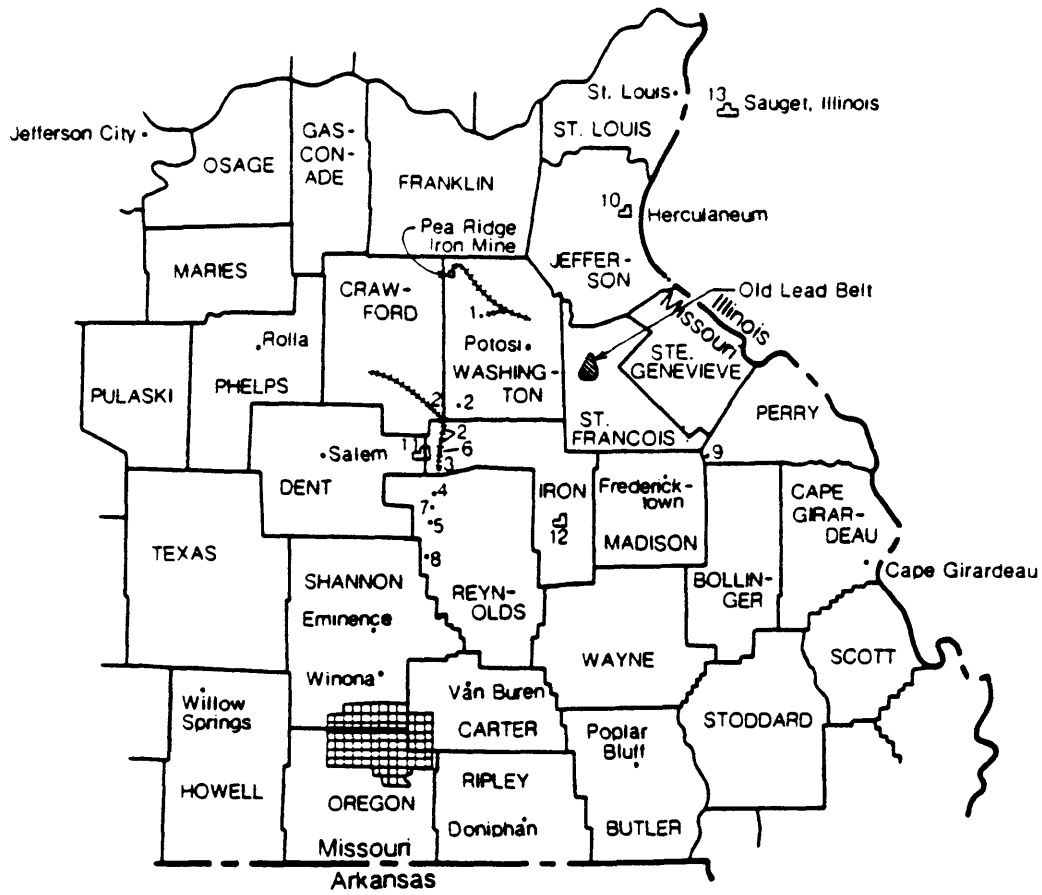 St. Louis
13
Sauget, Illinois
Jefferson City
GAS-
CON-
ADE
ST. LOUIS
OSAGE
FRANKLIN
10
Herculaneum
Pea Ridge
Iron Mine
MARIES
JEFFER-
SON
CRAW-
FORD
Old Lead Belt
Illinois
Missouri
1
Rolla
Potosi
STE.
GENEVIEVE
WASHING-
TON
PULASKI
PHELPS
2
2
PERRY
ST.
FRANCOIS
11
2
6
3
9
Salem
DENT
IRON
Frederick-
town
CAPE
GIRAR-
DEAU
4
7
5
12
MADISON
TEXAS
8
Cape Girardeau
SHANNON
REYN-
OLDS
BOLLIN-
GER
Eminence
WAYNE
SCOTT
Winona
Van Buren
Willow
Springs
CARTER
Poplar
Bluff
STODDARD
HOWELL
RIPLEY
OREGON
Doniphan
BUTLER
Missouri
Arkansas